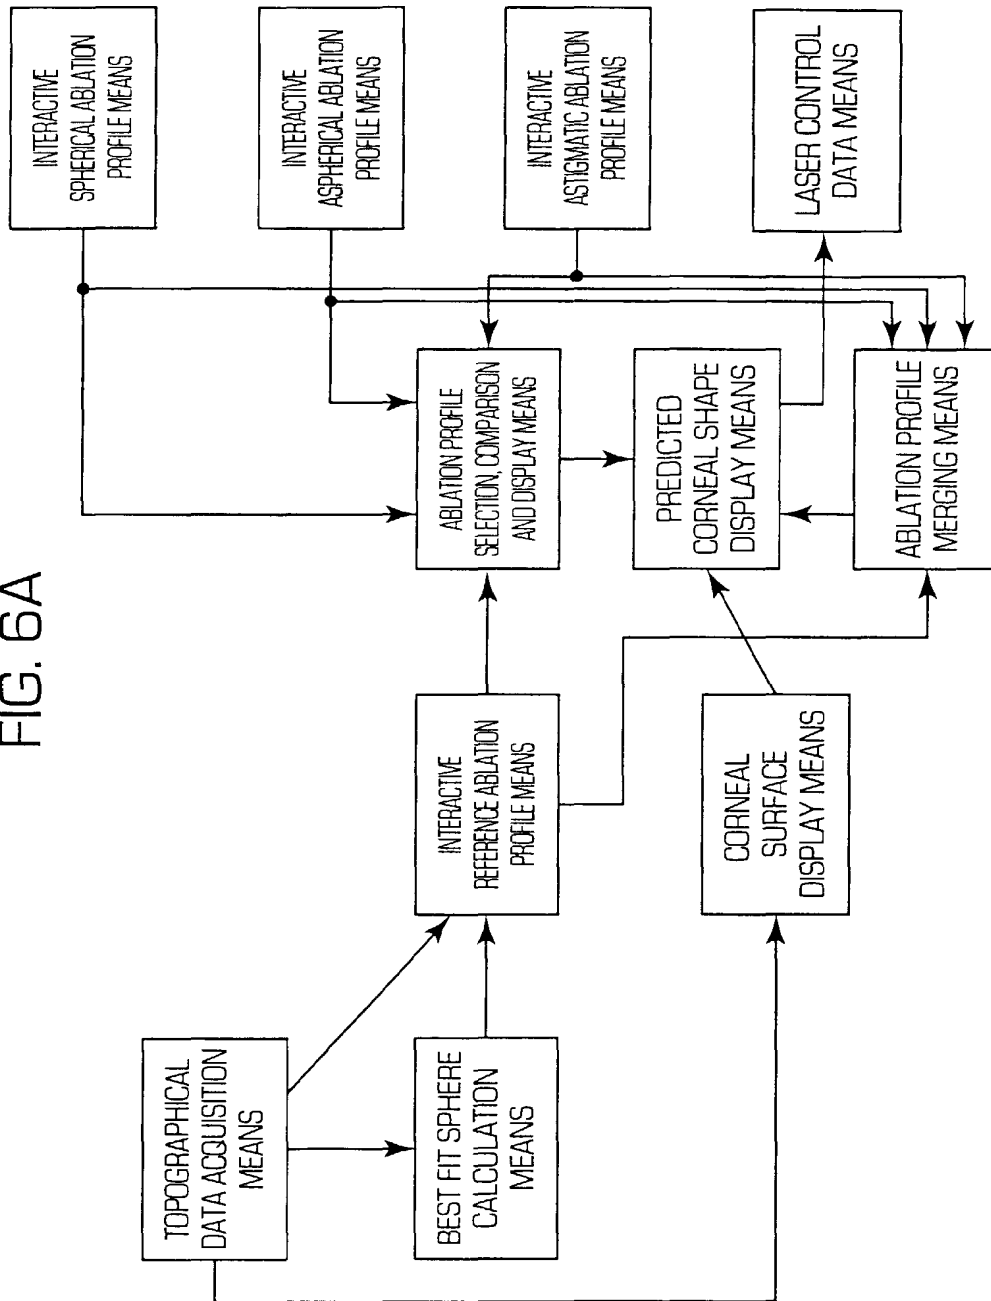 FIG. 6A
TOPOGRAPHICAL
DATA ACQUISITION
MEANS
BEST FIT SPHERE
CALCULATION
MEANS
INTERACTIVE
REFERENCE ABLATION
PROFILE MEANS
CORNEAL
SURFACE
DISPLAY MEANS
ABLATION PROFILE
SELECTION, COMPARISON
AND DISPLAY MEANS
PREDICTED
CORNEAL SHAPE
DISPLAY MEANS
ABLATION PROFILE
MERGING MEANS
INTERACTIVE
SPHERICAL ABLATION
PROFILE MEANS
INTERACTIVE
ASPHERICAL ABLATION
PROFILE MEANS
INTERACTIVE
ASTIGMATIC ABLATION
PROFILE MEANS
LASER CONTROL
DATA MEANS